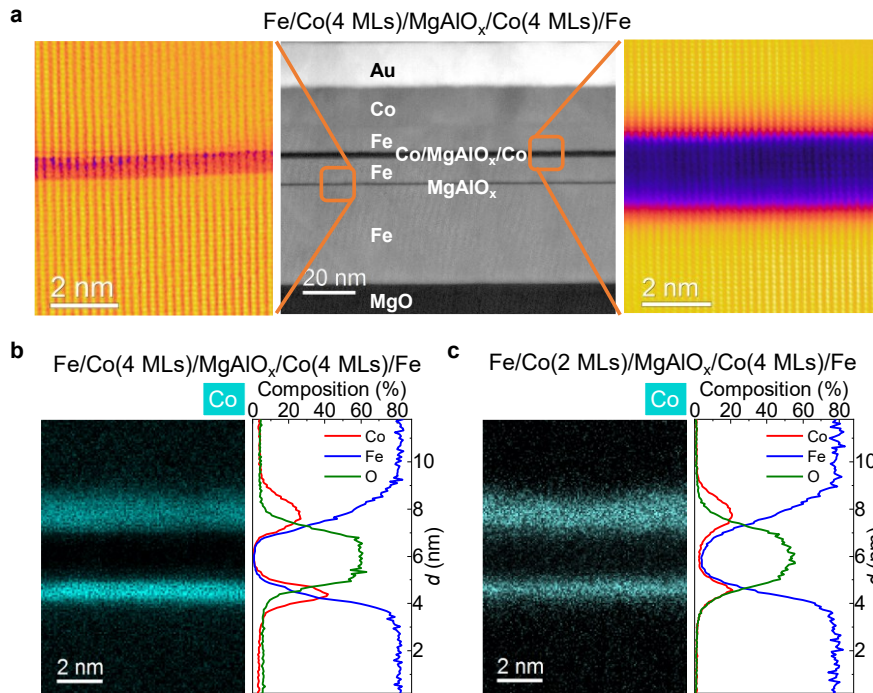 a
Fe/Co(4 MLs)/MgAlOₓ/Co(4 MLs)/Fe
2 nm
Au
Co
Fe
Co/MgAlOₓ/Co
Fe
MgAlOₓ
Fe
20 nm
MgO
2 nm
b
Fe/Co(4 MLs)/MgAlOₓ/Co(4 MLs)/Fe
Co
Composition (%)
0 20 40 60 80
Co
Fe
O
10
8
6
4
2
d (nm)
2 nm
c
Fe/Co(2 MLs)/MgAlOₓ/Co(4 MLs)/Fe
Co
Composition (%)
0 20 40 60 80
Co
Fe
O
10
8
6
4
2
d (nm)
2 nm